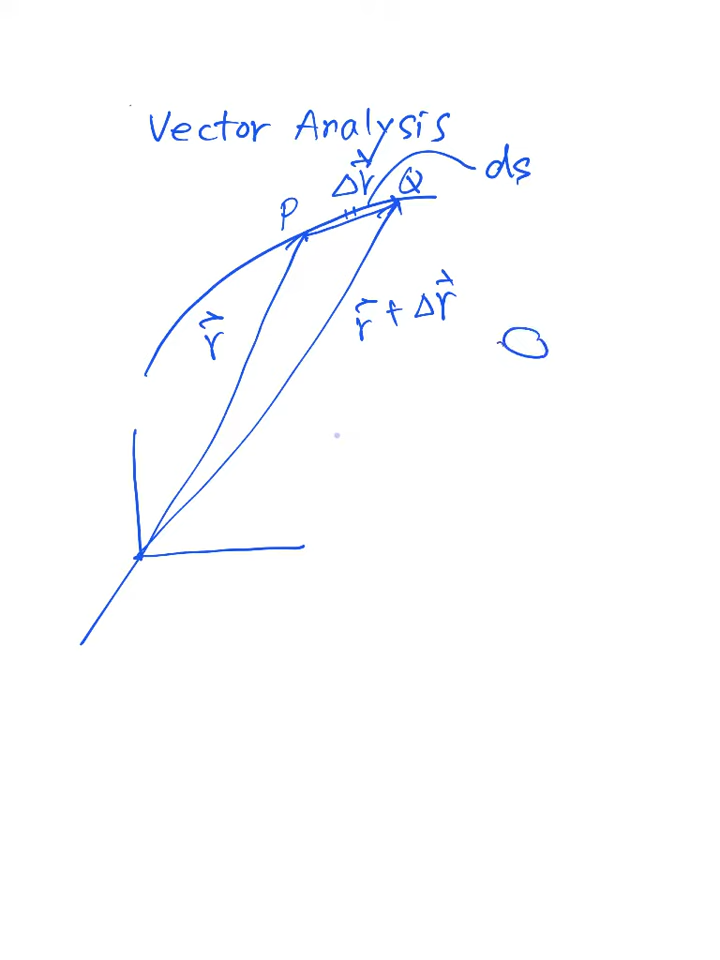 Vector Analysis
Δr⃗
Q
ds
P
r⃗
r⃗ + Δr⃗